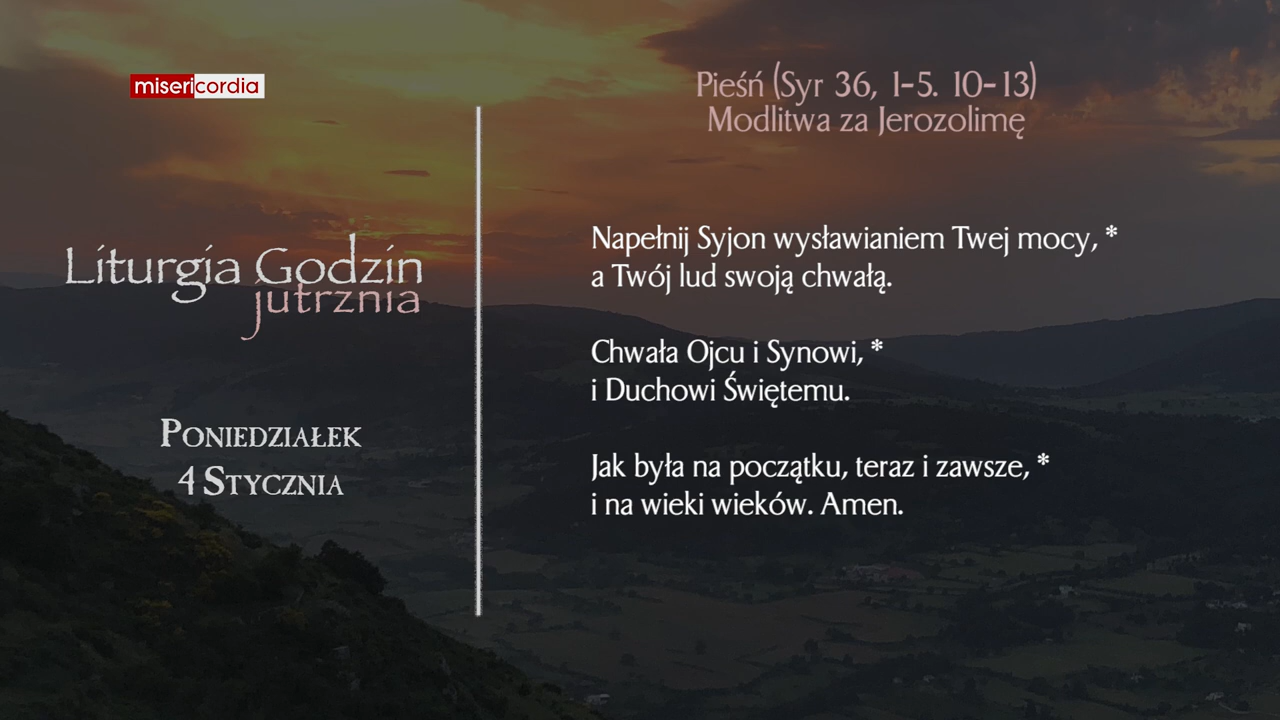 misericordia
Liturgia Godzin
jutrznia
Poniedziałek
4 Stycznia
Pieśń (Syr 36, 1-5. 10-13)
Modlitwa za Jerozolimę
Napełnij Syjon wysławianiem Twej mocy, *
a Twój lud swoją chwałą.
Chwała Ojcu i Synowi, *
i Duchowi Świętemu.
Jak była na początku, teraz i zawsze, *
i na wieki wieków. Amen.